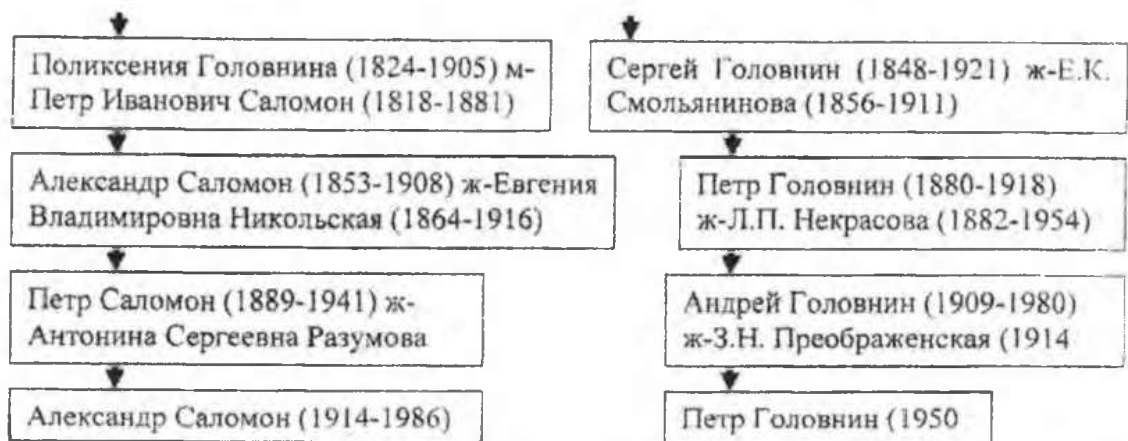 Поликсения Головнина (1824-1905) м-
Петр Иванович Саломон (1818-1881)
Александр Саломон (1853-1908) ж-Евгения
Владимировна Никольская (1864-1916)
Петр Саломон (1889-1941) ж-
Антонина Сергеевна Разумова
Александр Саломон (1914-1986)
Сергей Головнин (1848-1921) ж-Е.К.
Смольянинова (1856-1911)
Петр Головнин (1880-1918)
ж-Л.П. Некрасова (1882-1954)
Андрей Головнин (1909-1980)
ж-З.Н. Преображенская (1914
Петр Головнин (1950